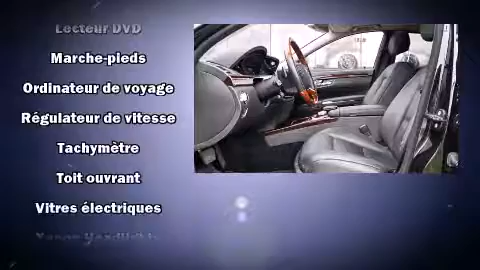 Lecteur DVD
Marche-pieds
Ordinateur de voyage
Régulateur de vitesse
Tachymètre
Toit ouvrant
Vitres électriques